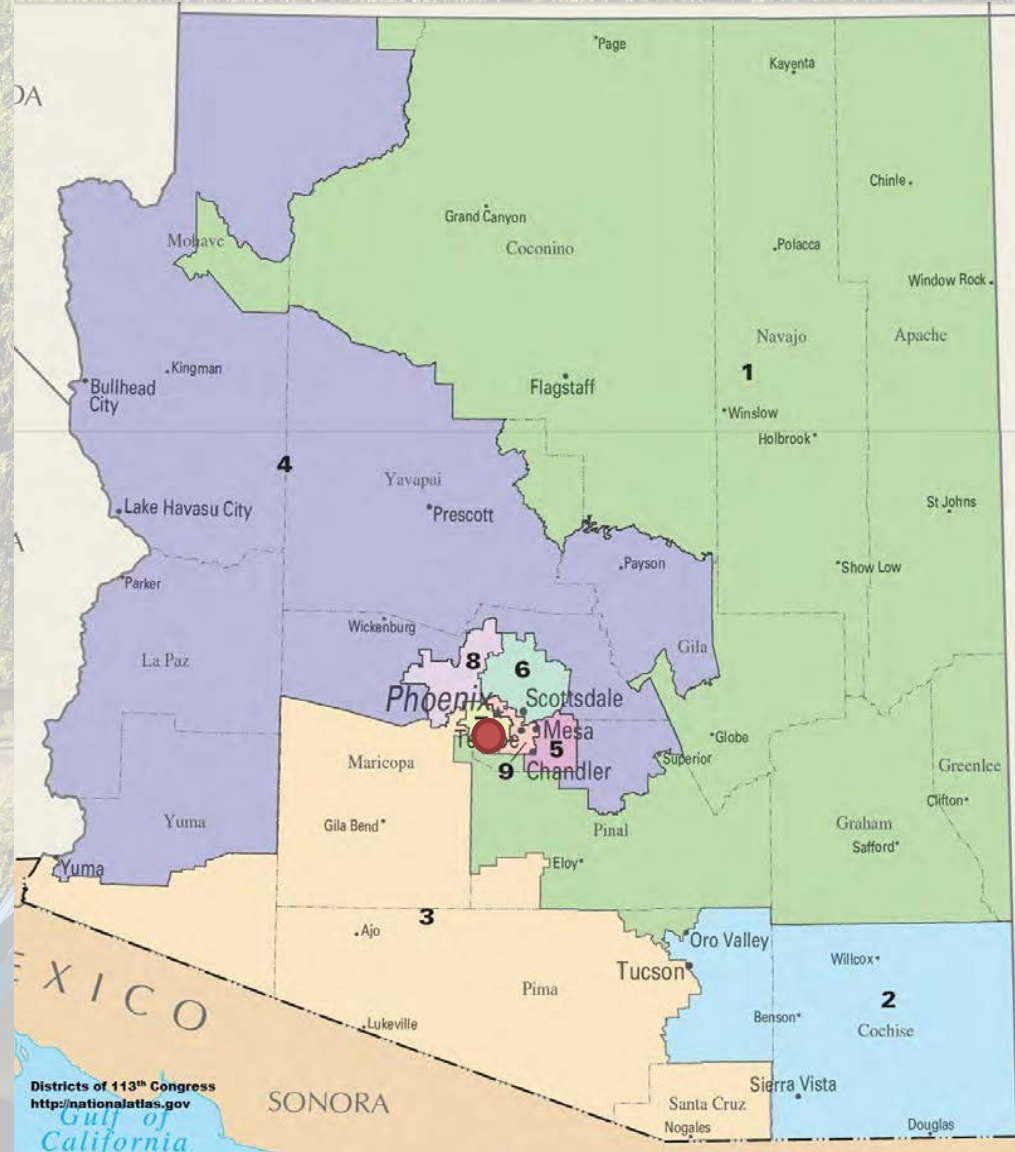 DA
Page
Kayenta
Chinle
Grand Canyon
Coconino
Mohave
Polacca
Window Rock
Navajo
Apache
Kingman
1
Bullhead
City
Flagstaff
Winslow
Holbrook
4
Yavapai
Lake Havasu City
Prescott
St Johns
A
Payson
Show Low
Parker
Wickenburg
La Paz
8
6
Gila
Phoenix
Scottsdale
Mesa
5
Globe
Superior
9
Chandler
Maricopa
Greenlee
Clifton
Yuma
Gila Bend
Pinal
Graham
Safford
Yuma
Eloy
3
Ajo
Oro Valley
Tucson
Willcox
EXICO
Pima
2
Benson
Cochise
Lukeville
Districts of 113th Congress
http://nationalatlas.gov
Gulf of
California
SONORA
Sierra Vista
Santa Cruz
Nogales
Douglas